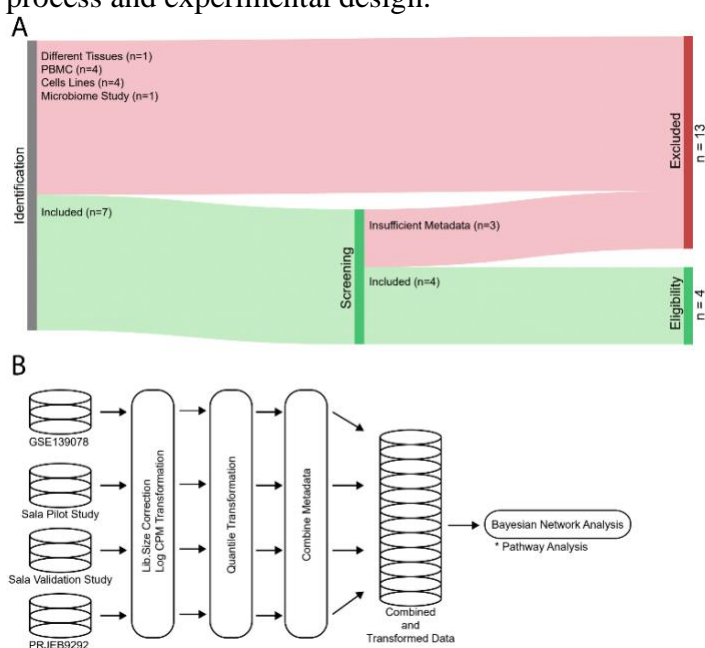 process and experimental design.
A
Different Tissues (n=1)
PBMC (n=4)
Cells Lines (n=4)
Microbiome Study (n=1)
Identification
Included (n=7)
Screening
Insufficient Metadata (n=3)
Included (n=4)
Excluded
n = 13
Eligibility
n = 4
B
GSE139078
Sala Pilot Study
Sala Validation Study
PRJEB9292
Lib.Size Correction
Log CPM Transformation
Quantile Transformation
Combine Metadata
Combined
and
Transformed Data
Bayesian Network Analysis
* Pathway Analysis